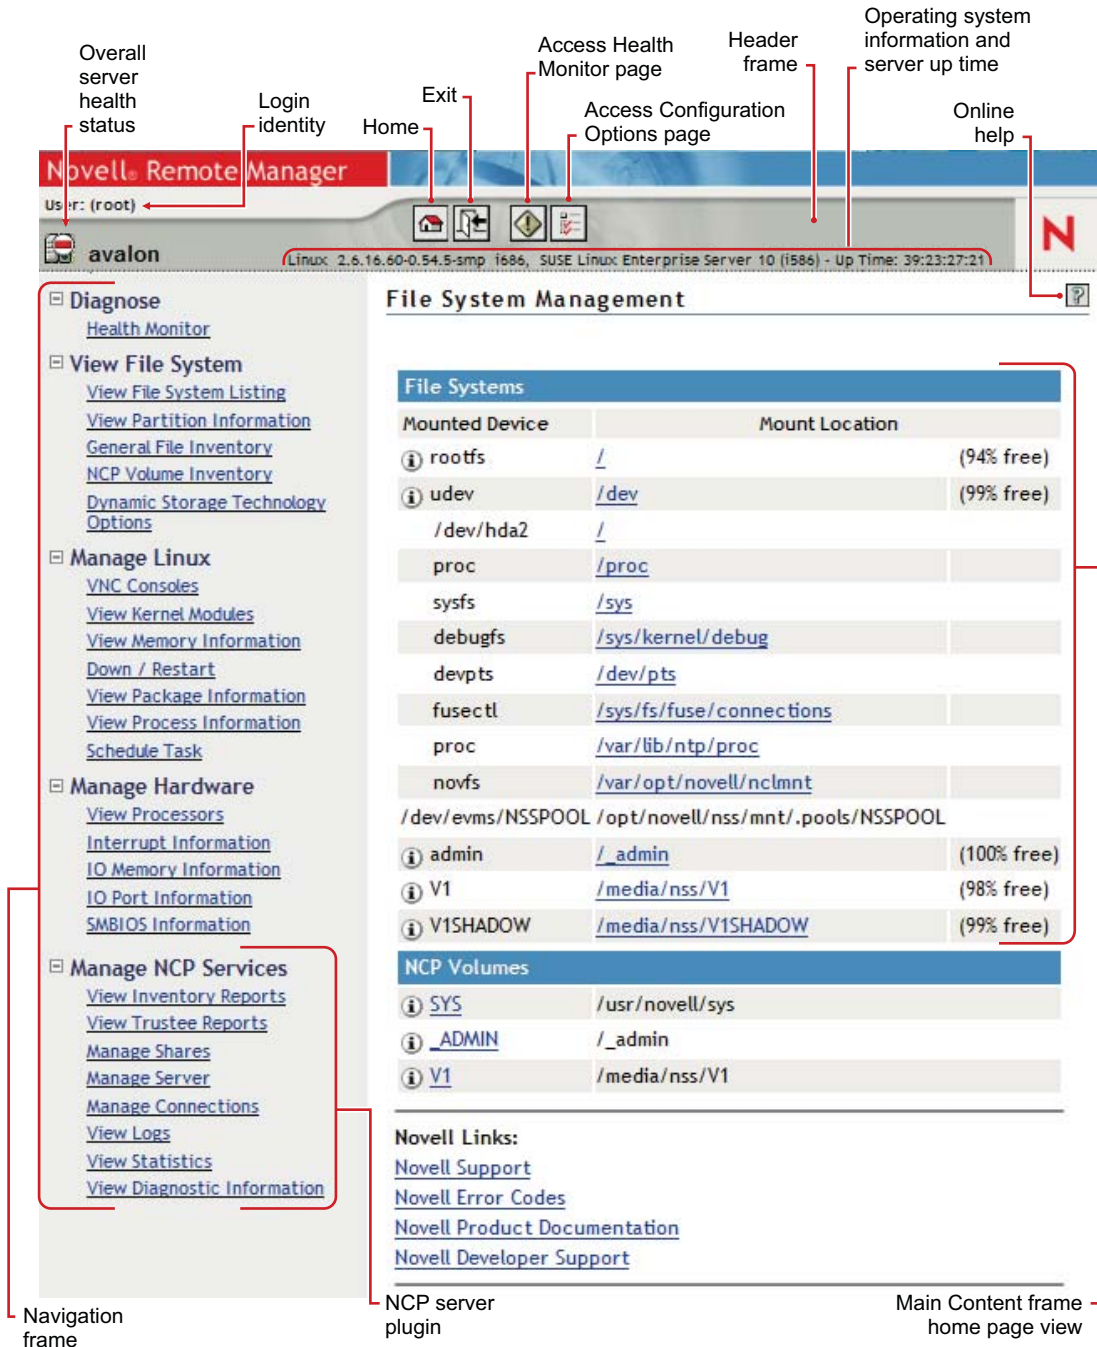 Overall
server
health
status
Login
identity
Home
Exit
Access Health
Monitor page
Access Configuration
Options page
Header
frame
Operating system
information and
server up time
Online
help
Novell® Remote Manager
User: (root)
avalon
Linux 2.6.16.60-0.54.5-smp i686, SUSE Linux Enterprise Server 10 (i586) - Up Time: 39:23:27:21
N
Diagnose
Health Monitor
View File System
View File System Listing
View Partition Information
General File Inventory
NCP Volume Inventory
Dynamic Storage Technology
Options
Manage Linux
VNC Consoles
View Kernel Modules
View Memory Information
Down / Restart
View Package Information
View Process Information
Schedule Task
Manage Hardware
View Processors
Interrupt Information
IO Memory Information
IO Port Information
SMBIOS Information
Manage NCP Services
View Inventory Reports
View Trustee Reports
Manage Shares
Manage Server
Manage Connections
View Logs
View Statistics
View Diagnostic Information
File System Management
?
File Systems
Mounted Device Mount Location
rootfs / (94% free)
udev /dev (99% free)
/dev/hda2 /
proc /proc
sysfs /sys
debugfs /sys/kernel/debug
devpts /dev/pts
fusectl /sys/fs/fuse/connections
proc /var/lib/ntp/proc
novfs /var/opt/novell/nclmnt
/dev/evms/NSSPOOL /opt/novell/nss/mnt/.pools/NSSPOOL
admin /_admin (100% free)
V1 /media/nss/V1 (98% free)
V1SHADOW /media/nss/V1SHADOW (99% free)
NCP Volumes
SYS /usr/novell/sys
_ADMIN /_admin
V1 /media/nss/V1
Novell Links:
Novell Support
Novell Error Codes
Novell Product Documentation
Novell Developer Support
Navigation
frame
NCP server
plugin
Main Content frame
home page view